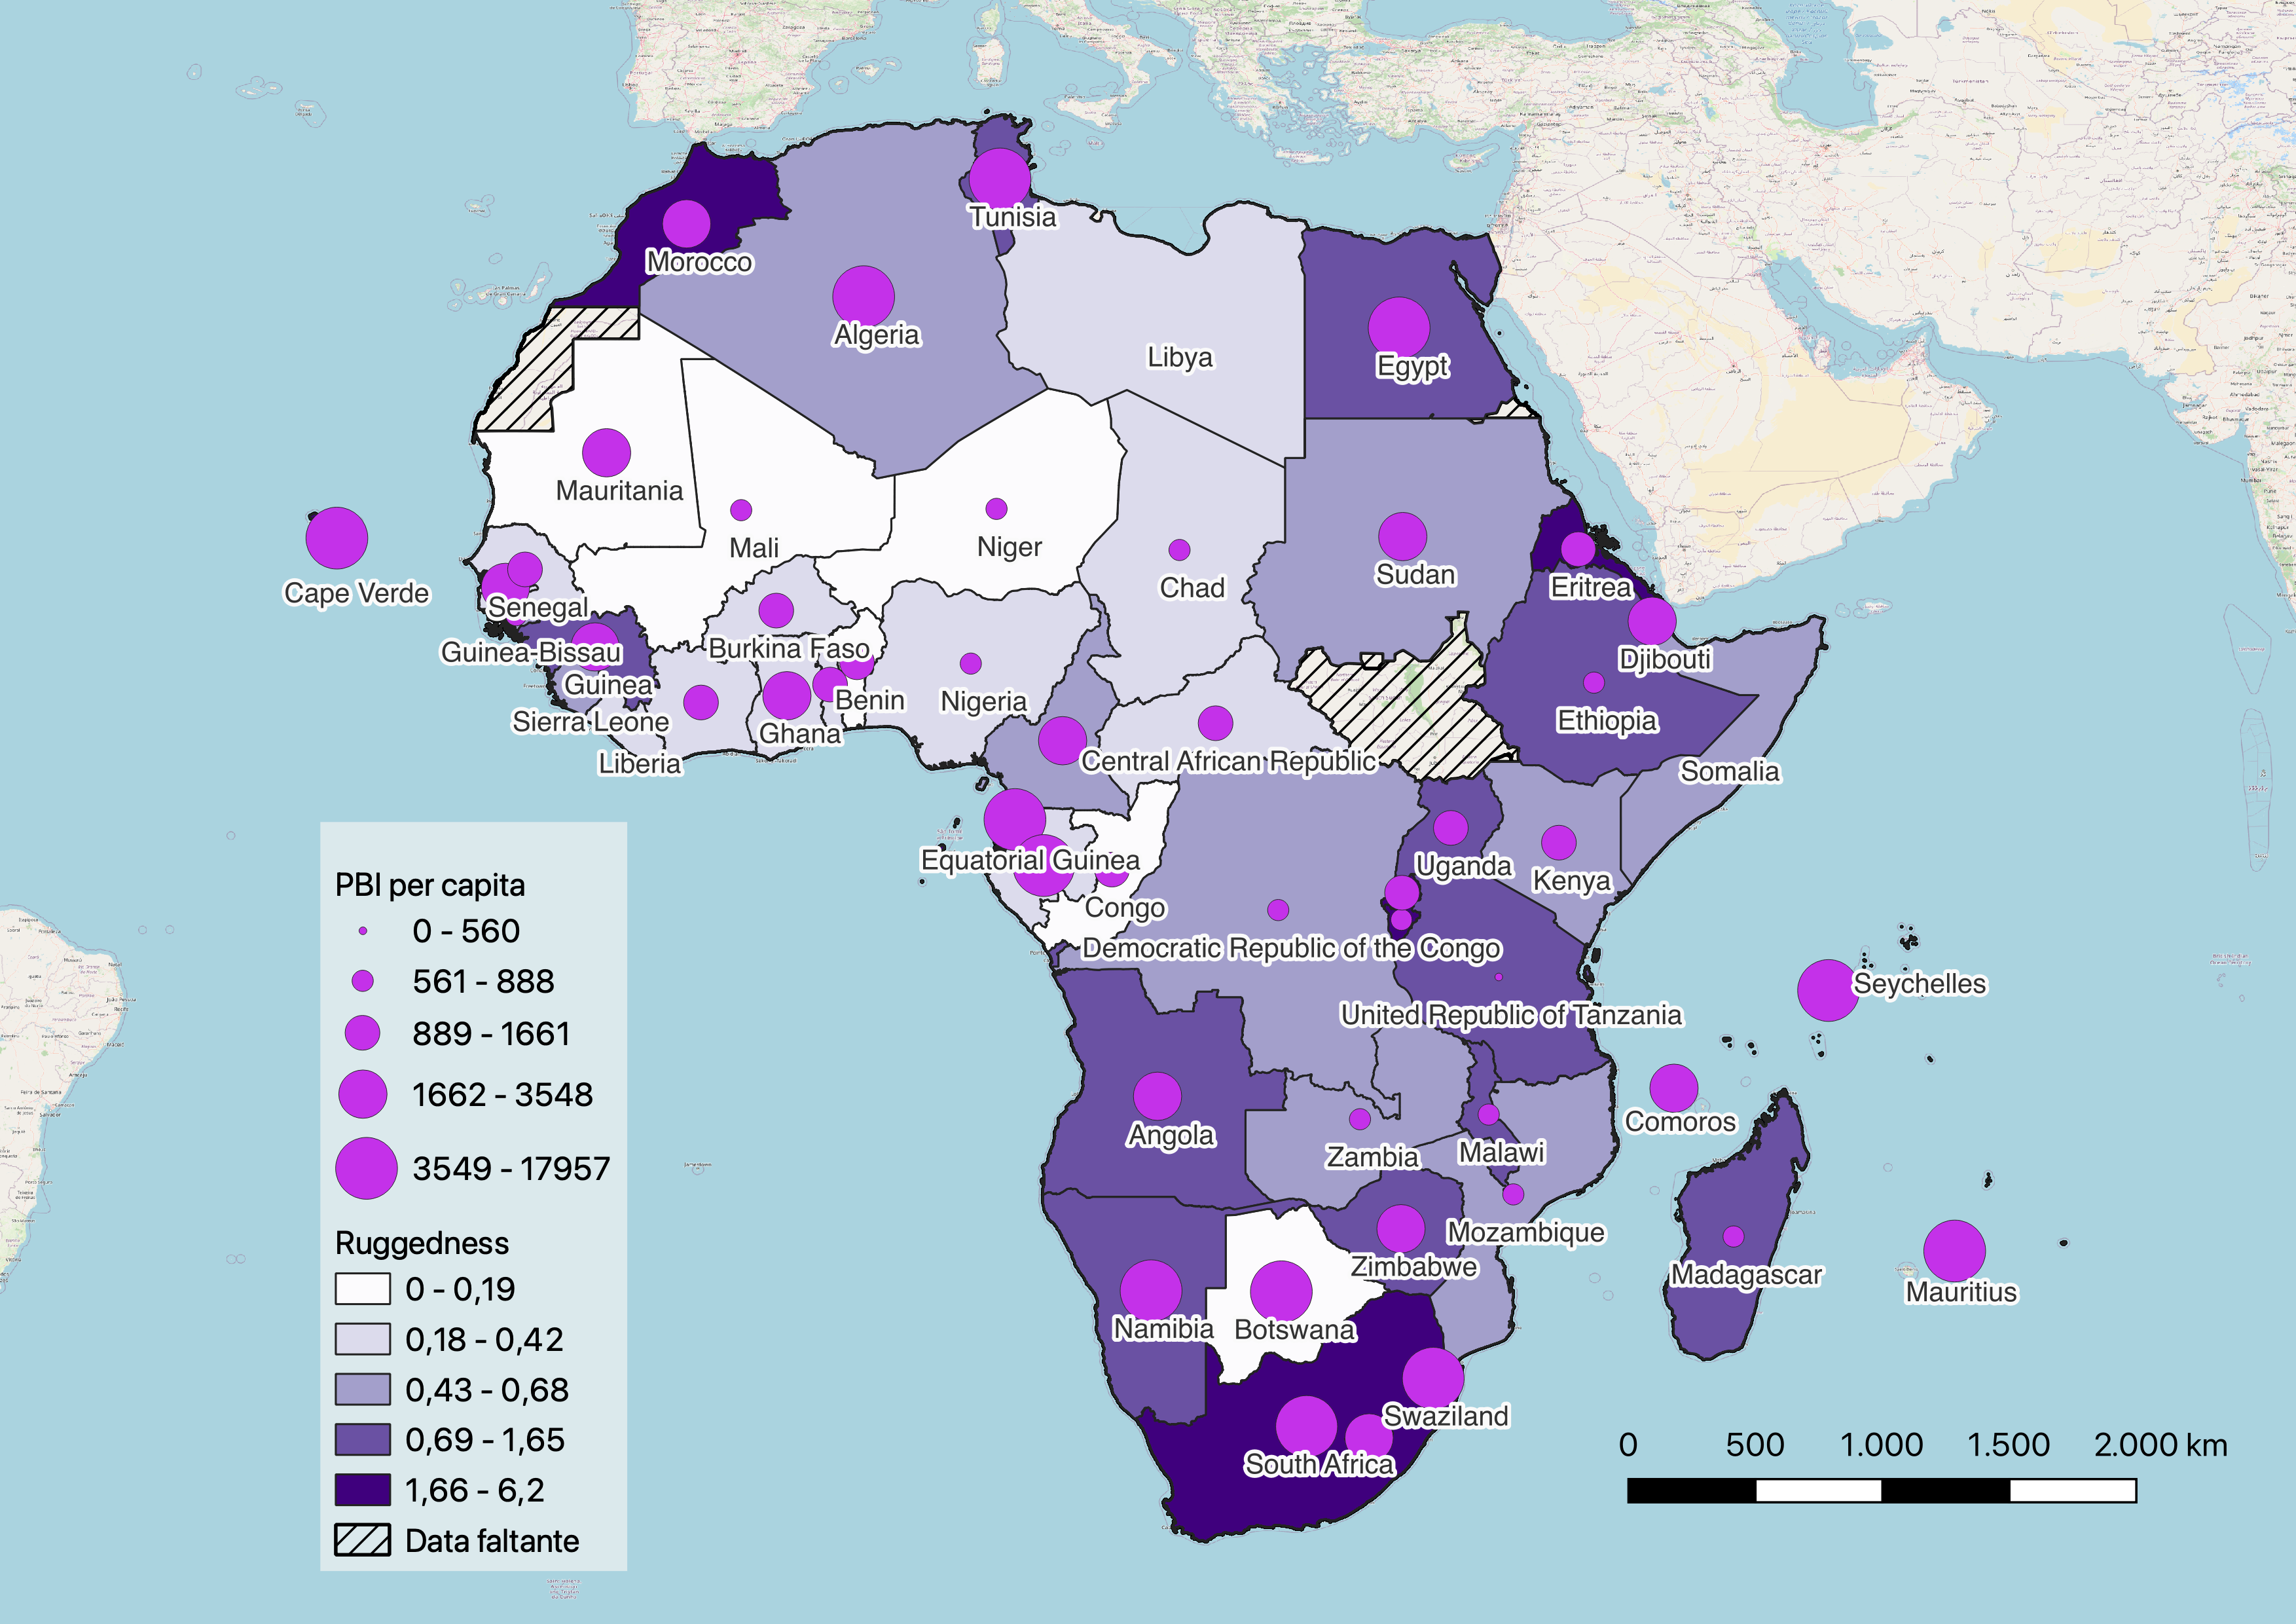 Tunisia
Morocco
Algeria
Libya
Egypt
Mauritania
Mali
Niger
Chad
Sudan
Eritrea
Cape Verde
Senegal
Guinea-Bissau
Burkina Faso
Djibouti
Guinea
Benin
Nigeria
Ethiopia
Sierra Leone
Ghana
Liberia
Central African Republic
Somalia
Equatorial Guinea
Uganda
Kenya
Congo
Democratic Republic of the Congo
Seychelles
United Republic of Tanzania
Comoros
Angola
Zambia
Malawi
Mozambique
Zimbabwe
Madagascar
Mauritius
Namibia
Botswana
Swaziland
South Africa
PBI per capita
0 - 560
561 - 888
889 - 1661
1662 - 3548
3549 - 17957
Ruggedness
0 - 0,19
0,18 - 0,42
0,43 - 0,68
0,69 - 1,65
1,66 - 6,2
Data faltante
0 500 1.000 1.500 2.000 km